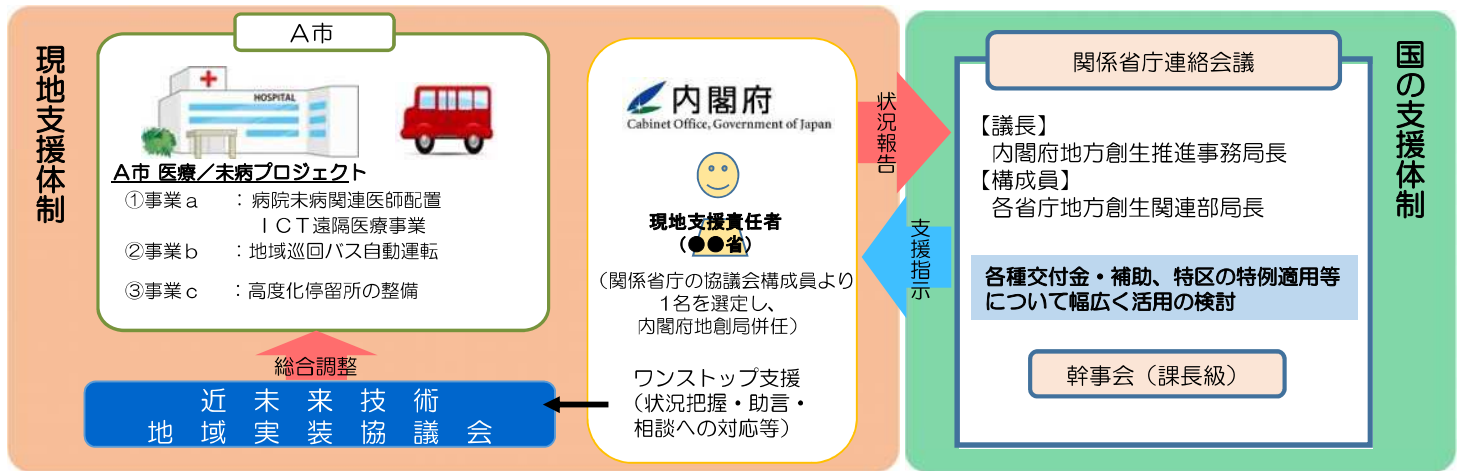 現地支援体制
A市
HOSPITAL
A市 医療/未病プロジェクト
①事業a :病院未病関連医師配置
ICT遠隔医療事業
②事業b :地域巡回バス自動運転
③事業c :高度化停留所の整備
総合調整
近未来技術
地域実装協議会
内閣府
Cabinet Office, Government of Japan
現地支援責任者
(●●省)
(関係省庁の協議会構成員より
1名を選定し、
内閣府地創局併任)
ワンストップ支援
(状況把握・助言・
相談への対応等)
状況報告
支援指示
国の支援体制
関係省庁連絡会議
【議長】
内閣府地方創生推進事務局長
【構成員】
各省庁地方創生関連部局長
各種交付金・補助、特区の特例適用等
について幅広く活用の検討
幹事会(課長級)